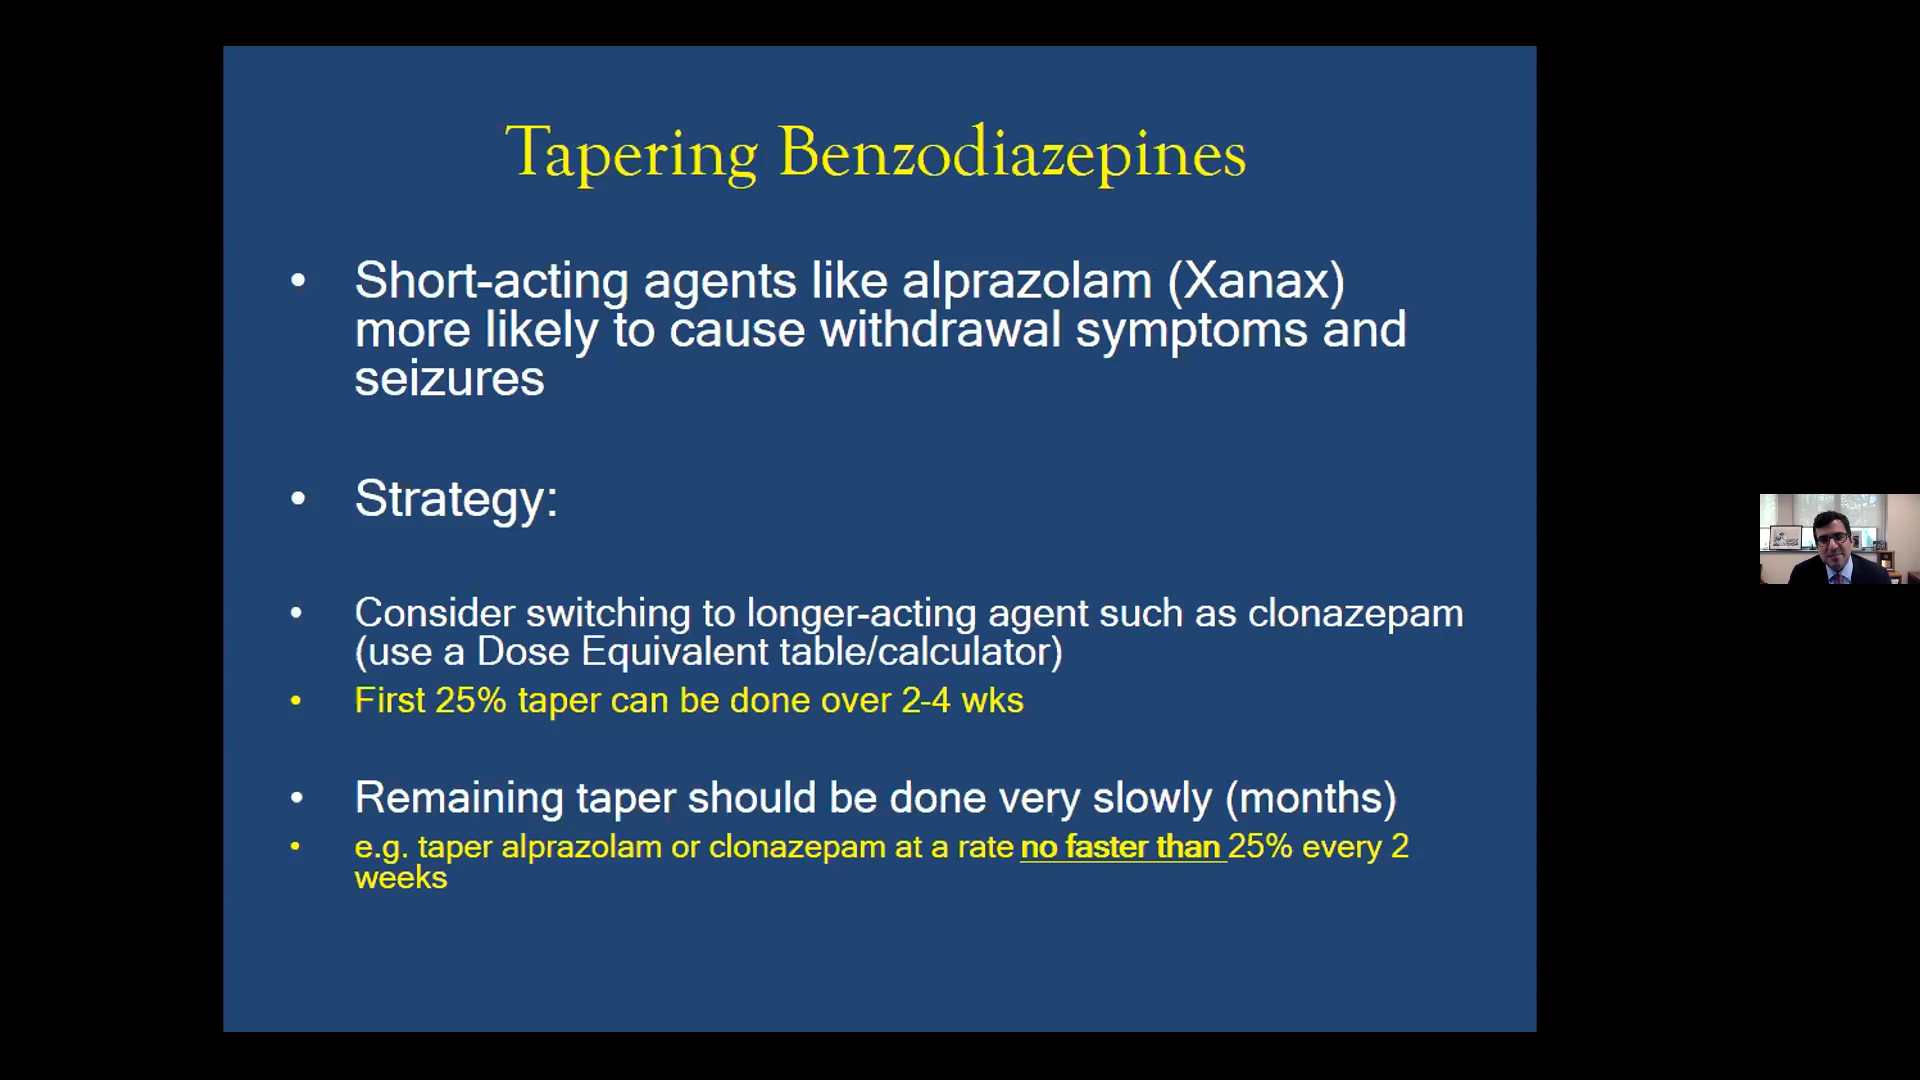 Tapering Benzodiazepines
• Short-acting agents like alprazolam (Xanax)
more likely to cause withdrawal symptoms and
seizures
• Strategy:
• Consider switching to longer-acting agent such as clonazepam
(use a Dose Equivalent table/calculator)
• First 25% taper can be done over 2-4 wks
• Remaining taper should be done very slowly (months)
• e.g. taper alprazolam or clonazepam at a rate no faster than 25% every 2
weeks